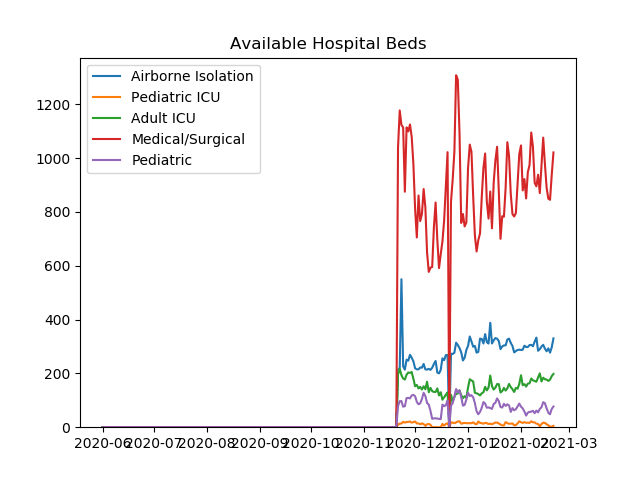 Available Hospital Beds
Airborne Isolation
Pediatric ICU
Adult ICU
Medical/Surgical
Pediatric
1200
1000
800
600
400
200
0
2020-06 2020-07 2020-08 2020-09 2020-10 2020-11 2020-12 2021-01 2021-02 2021-03